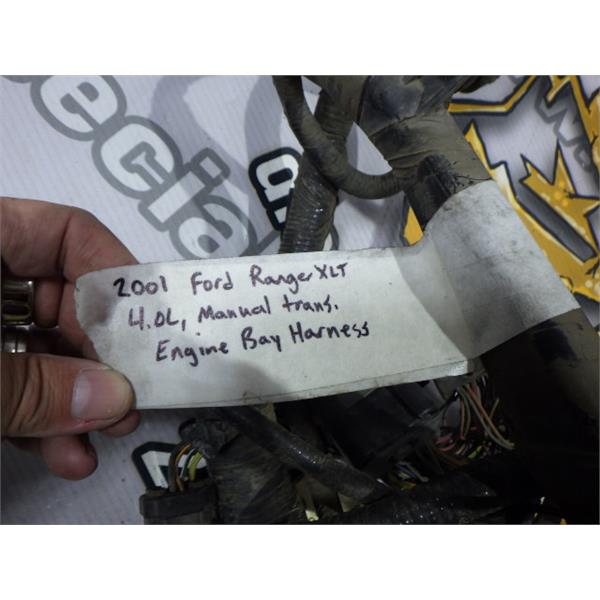 2001 Ford Ranger XLT
4.0L, Manual trans.
Engine Bay Harness